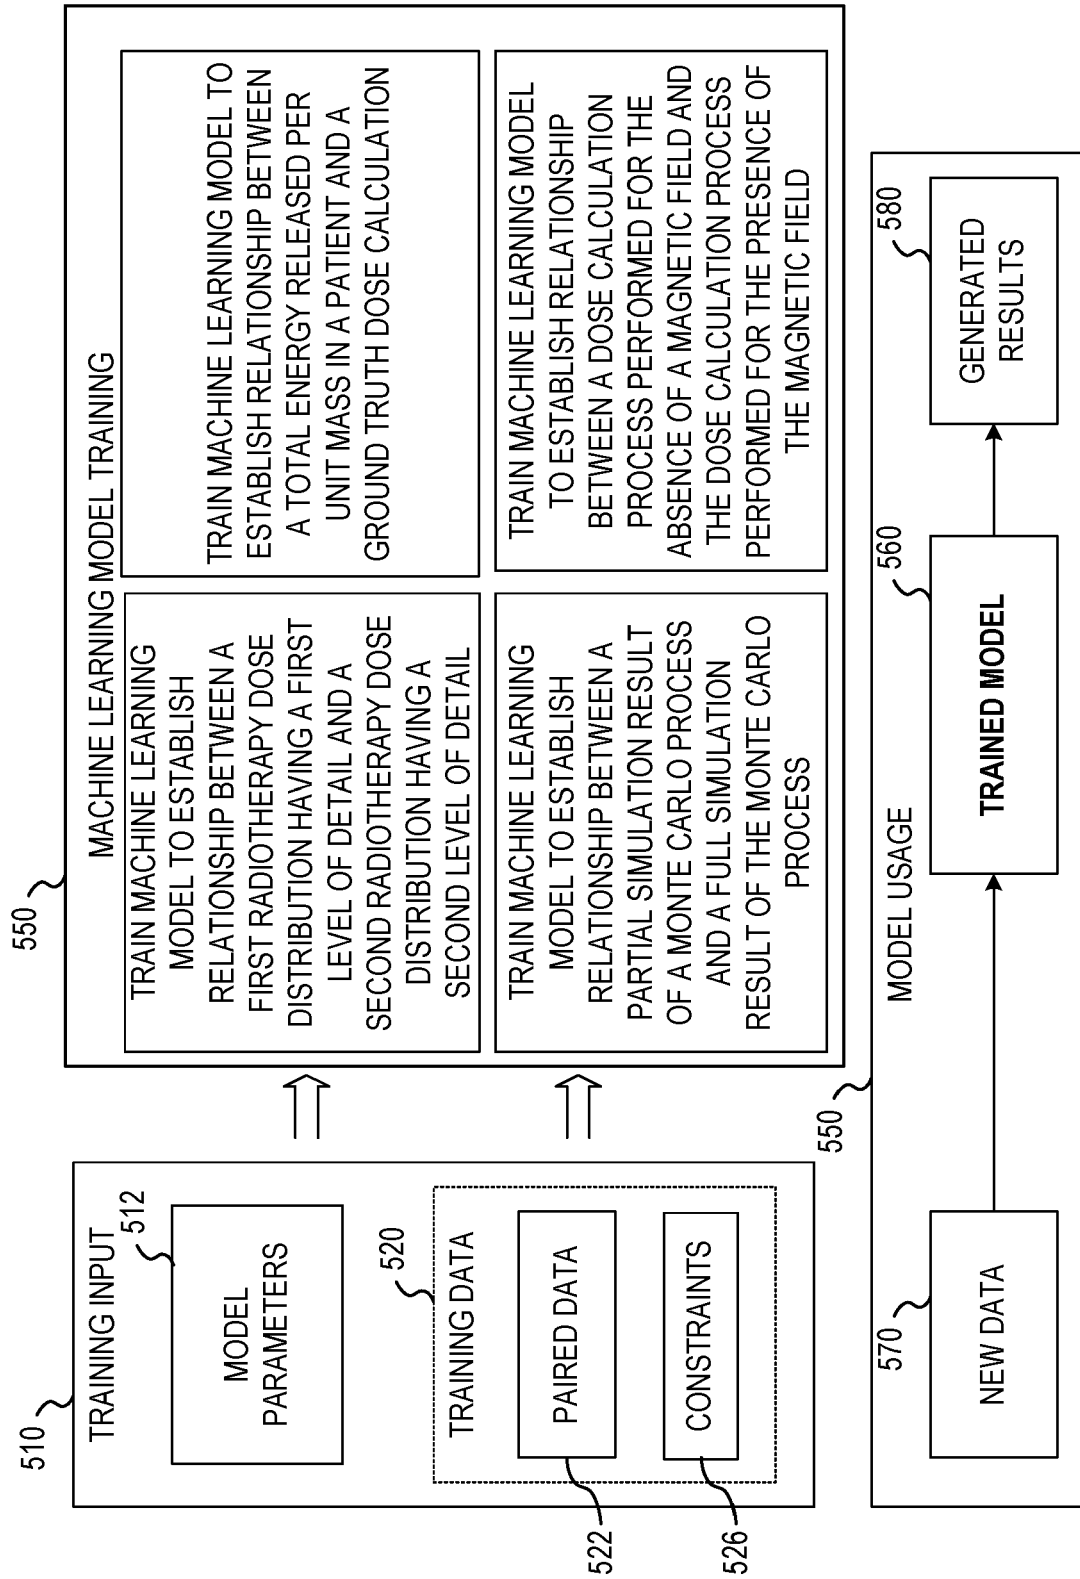 510
TRAINING INPUT
512
MODEL
PARAMETERS
520
TRAINING DATA
PAIRED DATA
522
CONSTRAINTS
526
550
MACHINE LEARNING MODEL TRAINING
TRAIN MACHINE LEARNING
MODEL TO ESTABLISH
RELATIONSHIP BETWEEN A
FIRST RADIOTHERAPY DOSE
DISTRIBUTION HAVING A FIRST
LEVEL OF DETAIL AND A
SECOND RADIOTHERAPY DOSE
DISTRIBUTION HAVING A
SECOND LEVEL OF DETAIL
TRAIN MACHINE LEARNING MODEL TO
ESTABLISH RELATIONSHIP BETWEEN
A TOTAL ENERGY RELEASED PER
UNIT MASS IN A PATIENT AND A
GROUND TRUTH DOSE CALCULATION
TRAIN MACHINE LEARNING
MODEL TO ESTABLISH
RELATIONSHIP BETWEEN A
PARTIAL SIMULATION RESULT
OF A MONTE CARLO PROCESS
AND A FULL SIMULATION
RESULT OF THE MONTE CARLO
PROCESS
TRAIN MACHINE LEARNING MODEL
TO ESTABLISH RELATIONSHIP
BETWEEN A DOSE CALCULATION
PROCESS PERFORMED FOR THE
ABSENCE OF A MAGNETIC FIELD AND
THE DOSE CALCULATION PROCESS
PERFORMED FOR THE PRESENCE OF
THE MAGNETIC FIELD
550
MODEL USAGE
570
NEW DATA
560
TRAINED MODEL
580
GENERATED
RESULTS